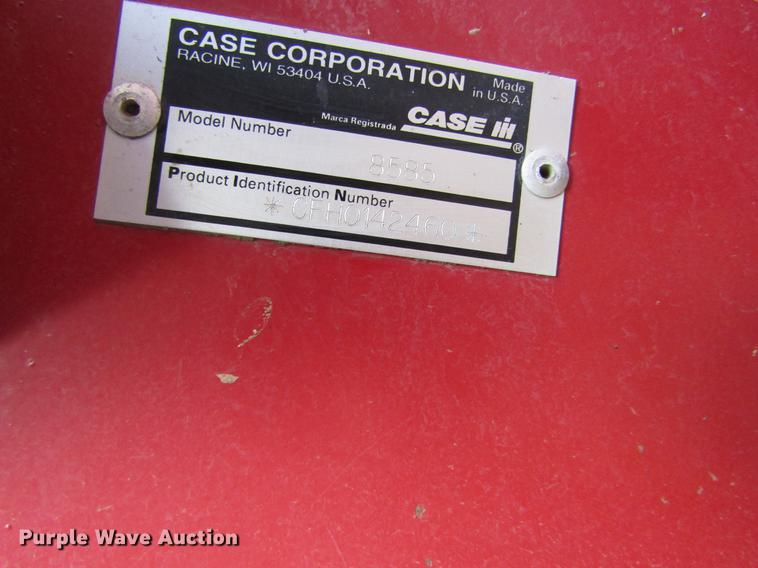 CASE CORPORATION
RACINE, WI 53404 U.S.A.
Made
in U.S.A.
Marca Registrada CASE IH ®
Model Number
8585
Product Identification Number
* CFH0142460 *
Purple Wave Auction